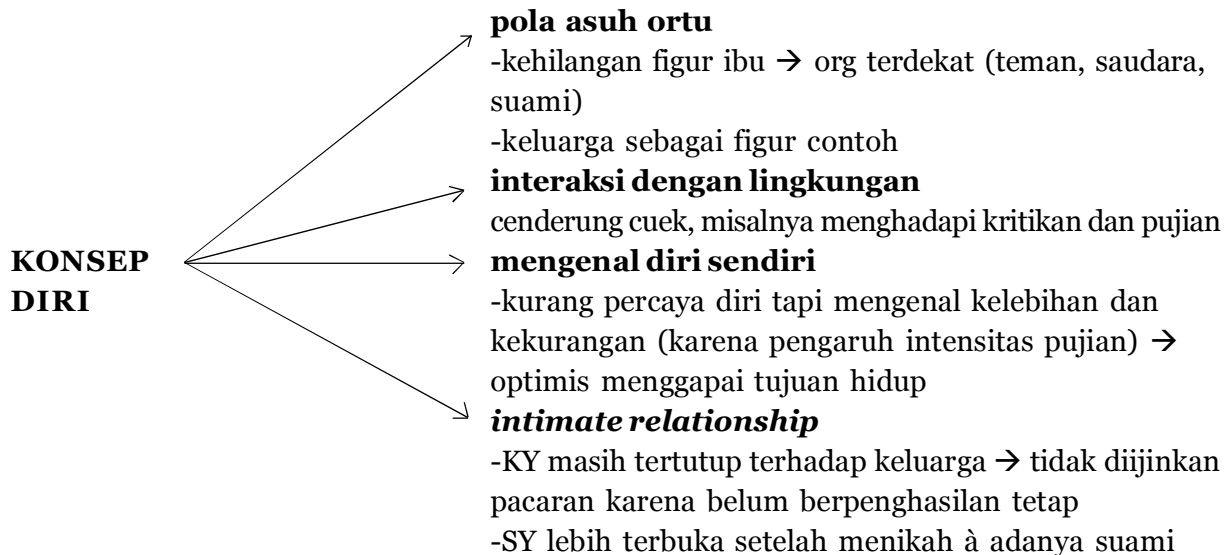 KONSEP
DIRI
pola asuh ortu
-kehilangan figur ibu → org terdekat (teman, saudara,
suami)
-keluarga sebagai figur contoh
interaksi dengan lingkungan
cenderung cuek, misalnya menghadapi kritikan dan pujian
mengenal diri sendiri
-kurang percaya diri tapi mengenal kelebihan dan
kekurangan (karena pengaruh intensitas pujian) →
optimis menggapai tujuan hidup
intimate relationship
-KY masih tertutup terhadap keluarga → tidak diijinkan
pacaran karena belum berpenghasilan tetap
-SY lebih terbuka setelah menikah à adanya suami